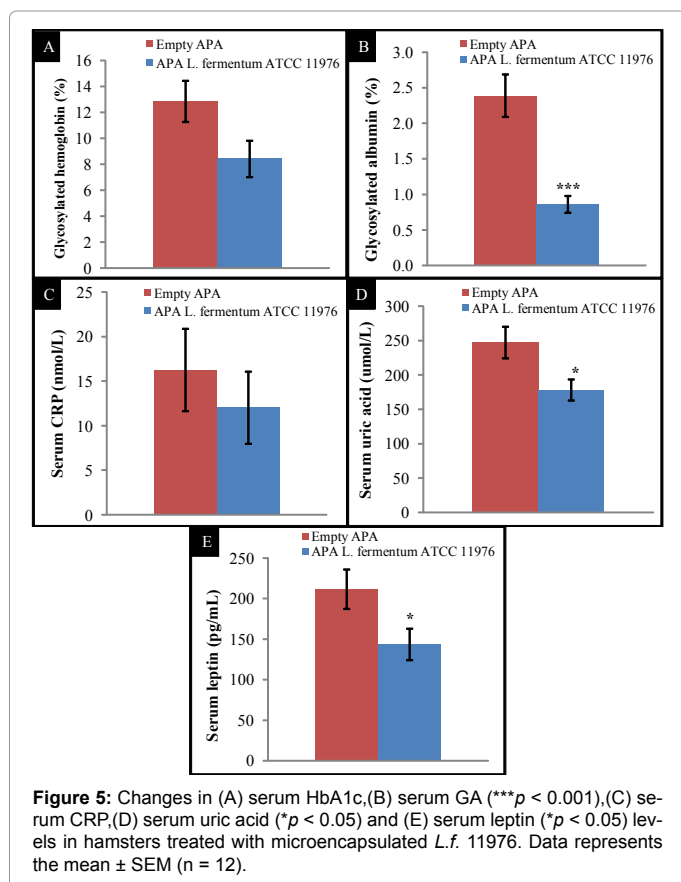 A
Empty APA
APA L. fermentum ATCC 11976
Glycosylated hemoglobin (%)
16
14
12
10
8
6
4
2
0
B
Empty APA
APA L. fermentum ATCC 11976
Glycosylated albumin (%)
3.0
2.5
2.0
1.5
1.0
0.5
0.0
***
C
Empty APA
APA L. fermentum ATCC 11976
Serum CRP (nmol/L)
25
20
15
10
5
0
D
Empty APA
APA L. fermentum ATCC 11976
Serum uric acid (umol/L)
300
250
200
150
100
50
0
*
E
Empty APA
APA L. fermentum ATCC 11976
Serum leptin (pg/mL)
250
200
150
100
50
0
*
Figure 5: Changes in (A) serum HbA1c,(B) serum GA (***p < 0.001),(C) se-
rum CRP,(D) serum uric acid (*p < 0.05) and (E) serum leptin (*p < 0.05) lev-
els in hamsters treated with microencapsulated L.f. 11976. Data represents
the mean ± SEM (n = 12).